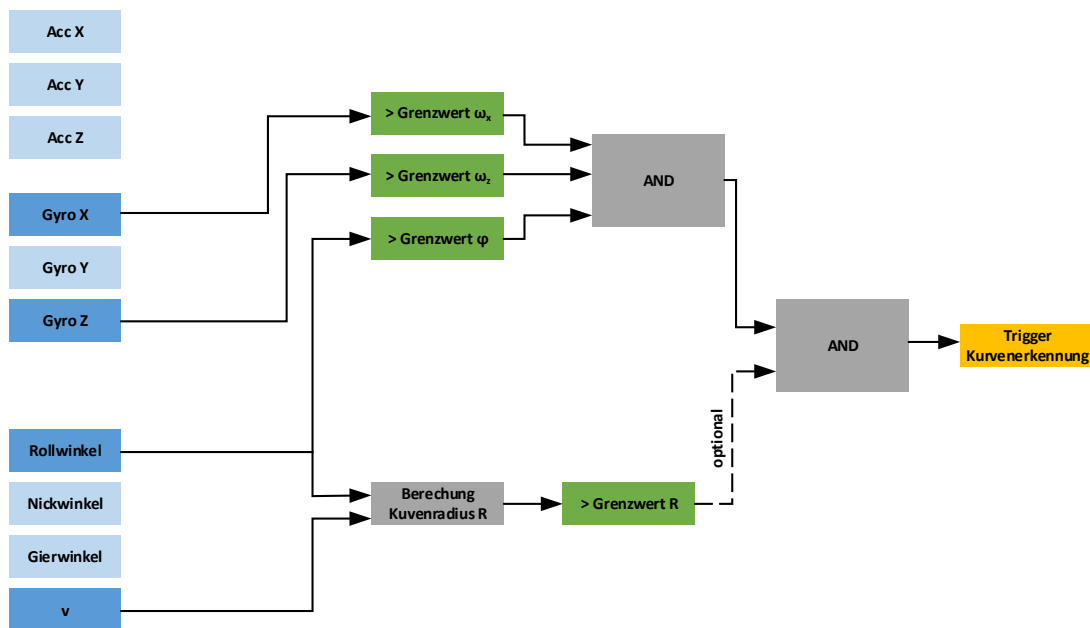 Acc X
Acc Y
Acc Z
Gyro X
Gyro Y
Gyro Z
Rollwinkel
Nickwinkel
Gierwinkel
v
> Grenzwert ωₓ
> Grenzwert ω_z
> Grenzwert φ
AND
Berechung
Kuvenradius R
> Grenzwert R
optional
AND
Trigger
Kurvenerkennung